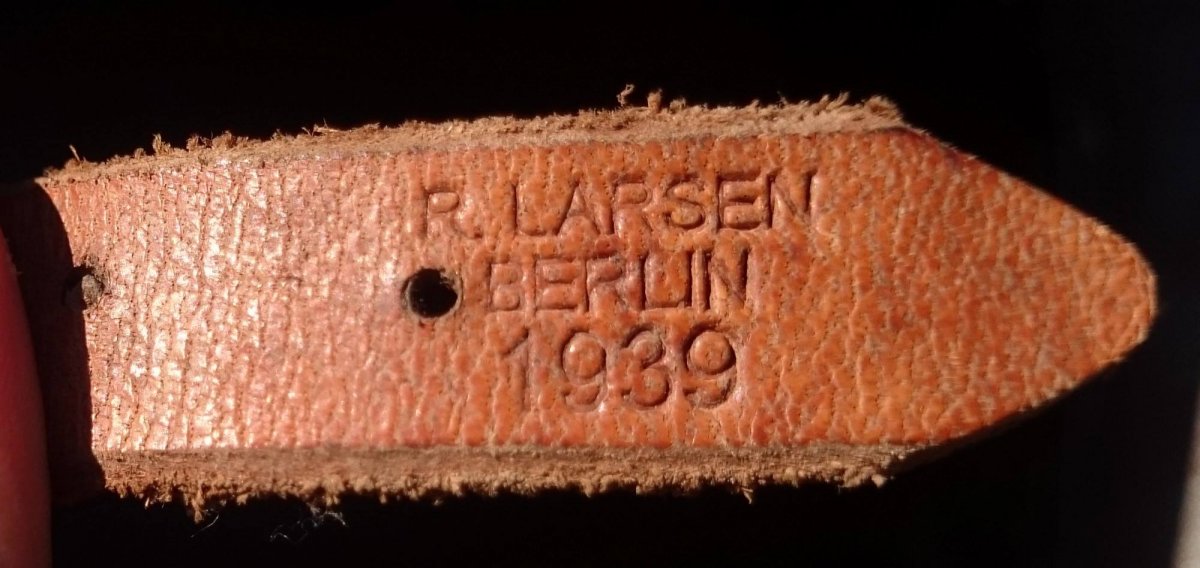 R. LARSEN
BERLIN
1939